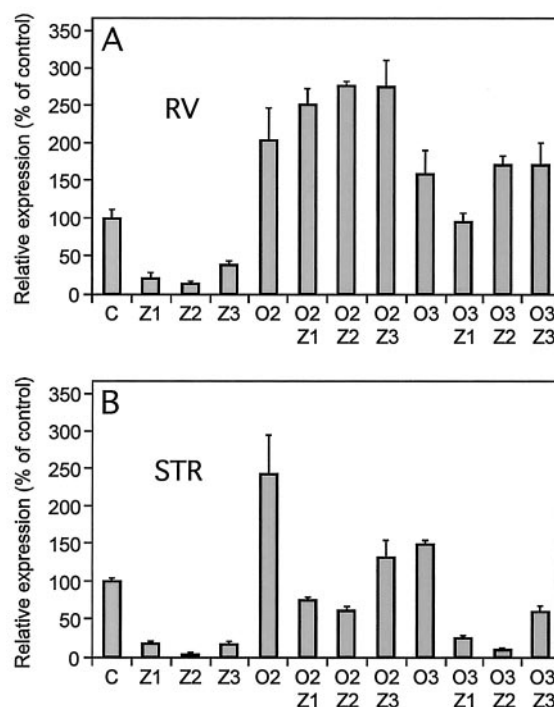 A
RV
Relative expression (% of control)
350
300
250
200
150
100
50
0
C Z1 Z2 Z3 O2 O2 O2 O2 O3 O3 O3 O3
Z1 Z2 Z3 Z1 Z2 Z3
B
STR
Relative expression (% of control)
350
300
250
200
150
100
50
0
C Z1 Z2 Z3 O2 O2 O2 O2 O3 O3 O3 O3
Z1 Z2 Z3 Z1 Z2 Z3